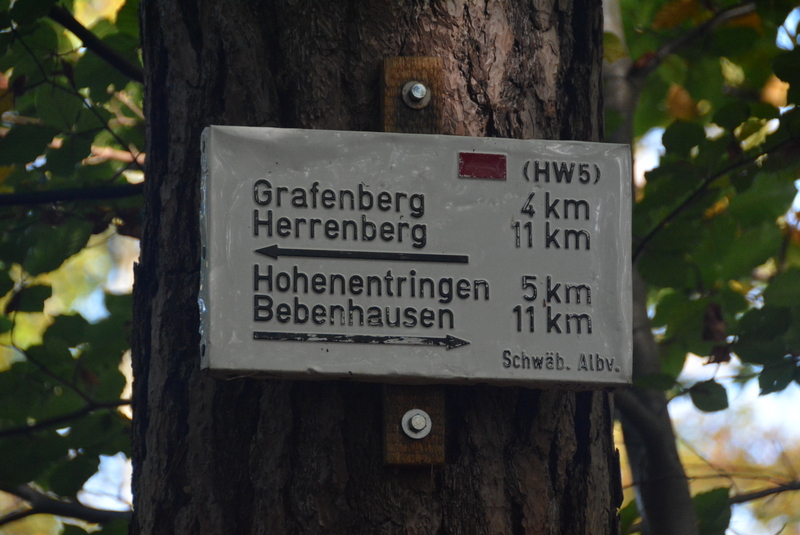 (HW5)
Grafenberg 4 km
Herrenberg 11 km
Hohenentringen 5 km
Bebenhausen 11 km
Schwäb. Albv.